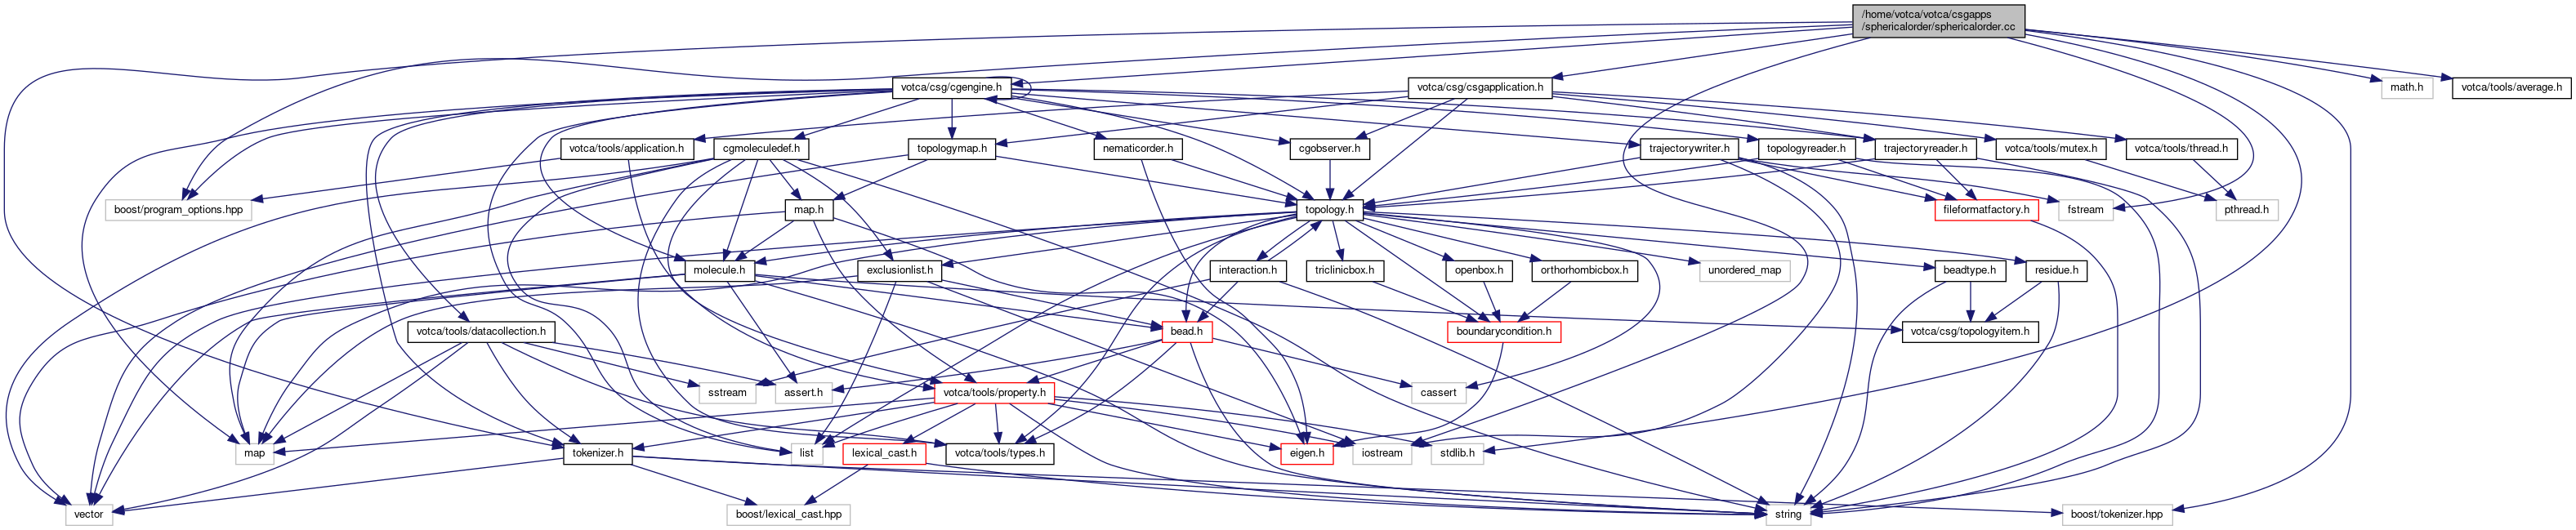 /home/votca/votca/csgapps
/sphericalorder/sphericalorder.cc
votca/csg/cgengine.h
votca/csg/csgapplication.h
math.h
votca/tools/average.h
votca/tools/application.h
cgmoleculedef.h
topologymap.h
nematicorder.h
cgobserver.h
trajectorywriter.h
topologyreader.h
trajectoryreader.h
votca/tools/mutex.h
votca/tools/thread.h
boost/program_options.hpp
map.h
topology.h
fileformatfactory.h
fstream
pthread.h
molecule.h
exclusionlist.h
interaction.h
triclinicbox.h
openbox.h
orthorhombicbox.h
unordered_map
beadtype.h
residue.h
votca/tools/datacollection.h
bead.h
boundarycondition.h
votca/csg/topologyitem.h
sstream
assert.h
votca/tools/property.h
cassert
map
tokenizer.h
list
lexical_cast.h
votca/tools/types.h
eigen.h
iostream
stdlib.h
vector
boost/lexical_cast.hpp
string
boost/tokenizer.hpp